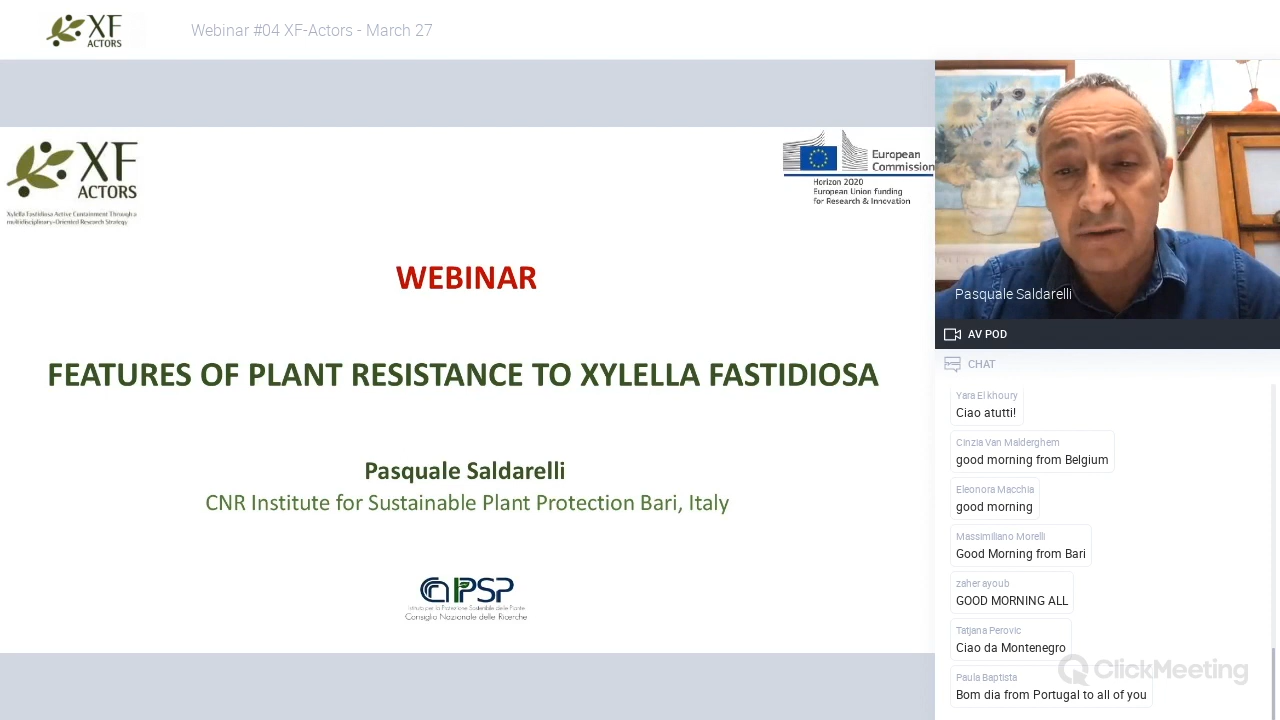 XF
ACTORS
Webinar #04 XF-Actors - March 27
XF
ACTORS
Xylella Fastidiosa Active Containment Through a
multidisciplinary-Oriented Research Strategy
European
Commission
Horizon 2020
European Union funding
for Research & Innovation
WEBINAR
FEATURES OF PLANT RESISTANCE TO XYLELLA FASTIDIOSA
Pasquale Saldarelli
CNR Institute for Sustainable Plant Protection Bari, Italy
IPSP
Istituto per la Protezione Sostenibile delle Piante
Consiglio Nazionale delle Ricerche
Pasquale Saldarelli
AV POD
CHAT
Yara El khoury
Ciao atutti!
Cinzia Van Malderghem
good morning from Belgium
Eleonora Macchia
good morning
Massimiliano Morelli
Good Morning from Bari
zaher ayoub
GOOD MORNING ALL
Tatjana Perovic
Ciao da Montenegro
ClickMeeting
Paula Baptista
Bom dia from Portugal to all of you